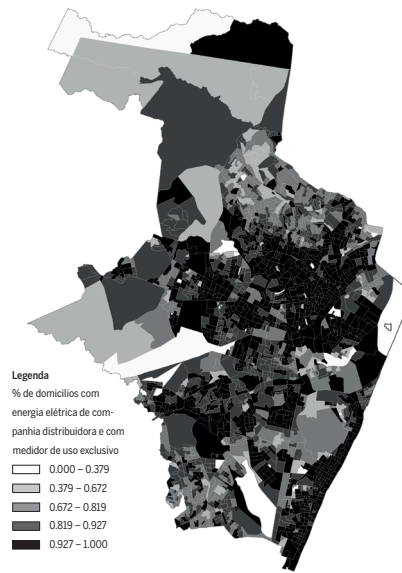 Legenda
% de domicílios com
energia elétrica de com-
panhia distribuidora e com
medidor de uso exclusivo
0.000 – 0.379
0.379 – 0.672
0.672 – 0.819
0.819 – 0.927
0.927 – 1.000